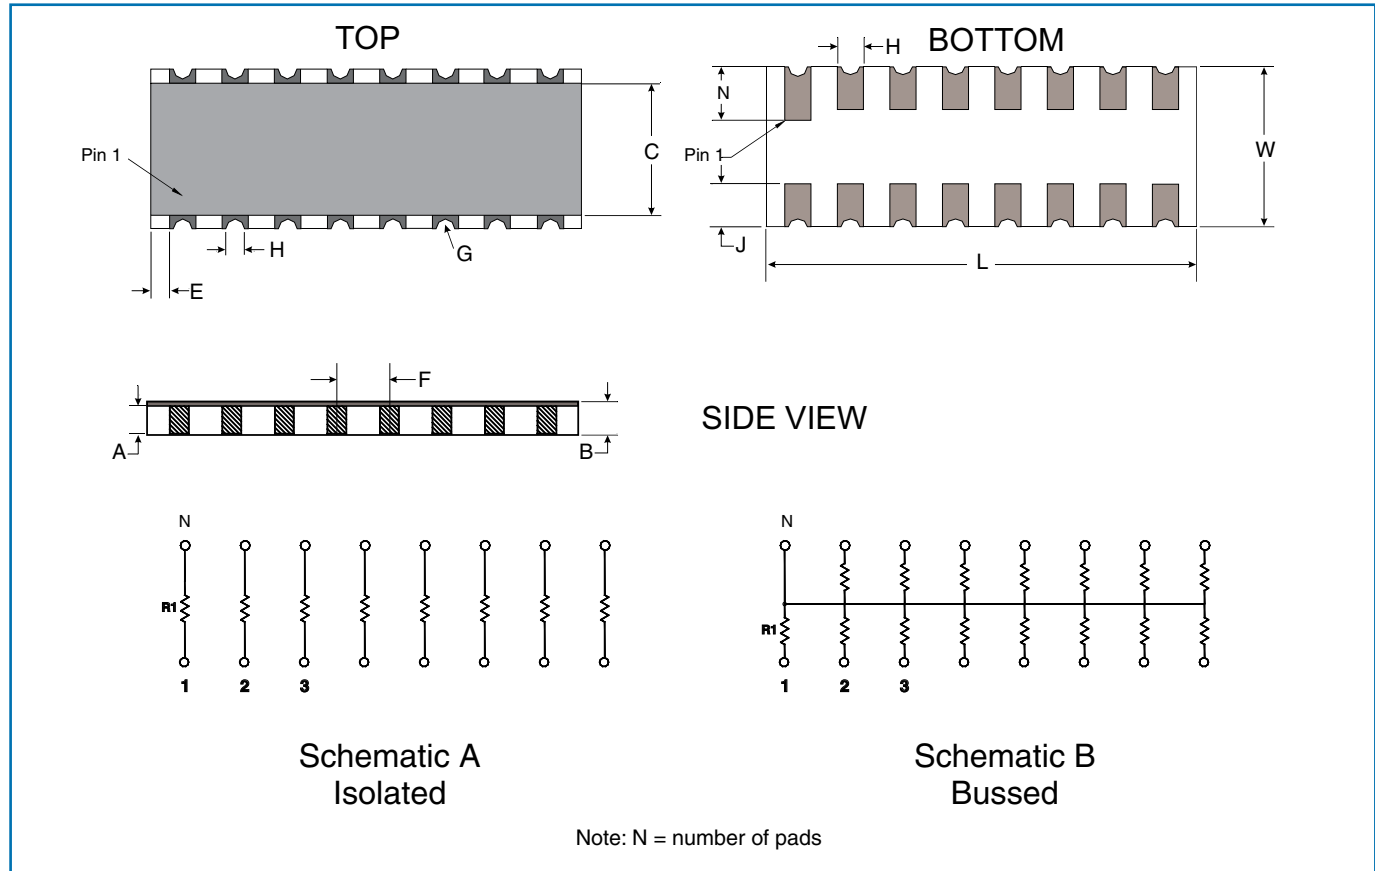 TOP
BOTTOM
H
N
C
W
Pin 1
Pin 1
H
G
J
L
E
F
SIDE VIEW
A
B
N
N
R1
R1
1 2 3
1 2 3
Schematic A
Isolated
Schematic B
Bussed
Note: N = number of pads